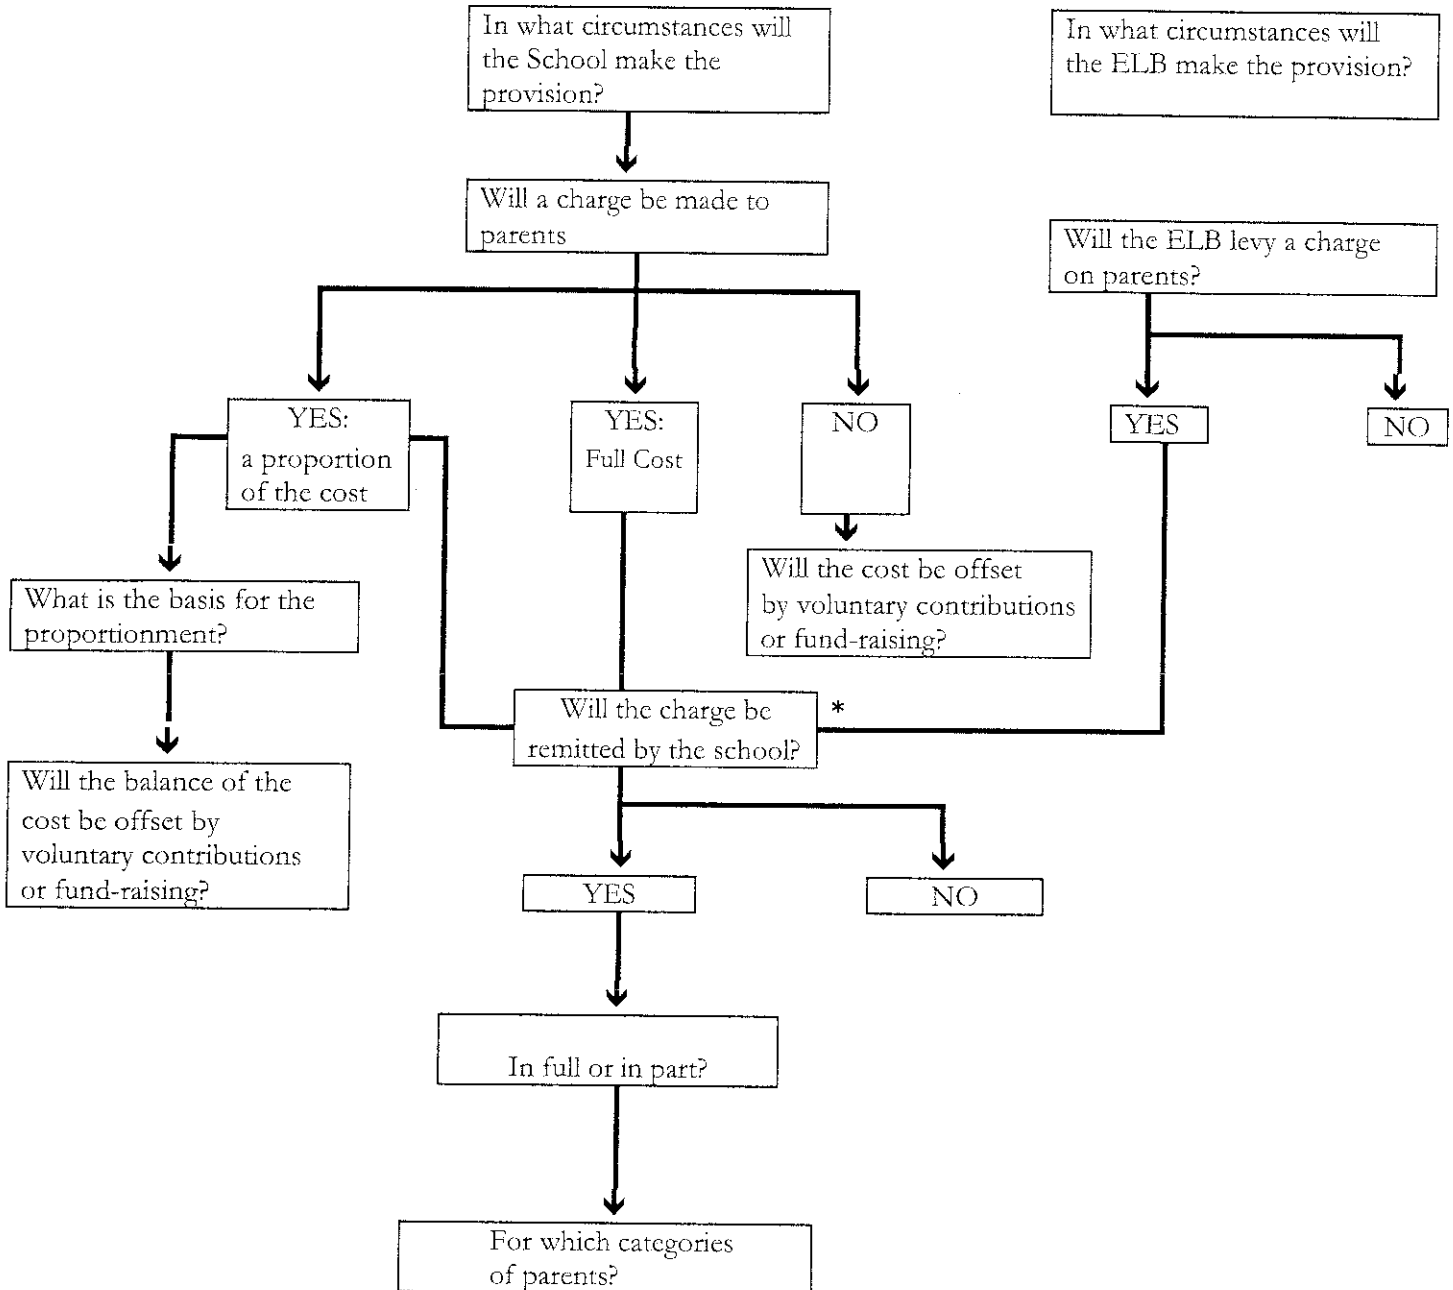 In what circumstances will
the School make the
provision?
In what circumstances will
the ELB make the provision?
Will a charge be made to
parents
Will the ELB levy a charge
on parents?
YES:
a proportion
of the cost
YES:
Full Cost
NO
YES
NO
What is the basis for the
proportionment?
Will the cost be offset
by voluntary contributions
or fund-raising?
Will the charge be
remitted by the school?
*
Will the balance of the
cost be offset by
voluntary contributions
or fund-raising?
YES
NO
In full or in part?
For which categories
of parents?